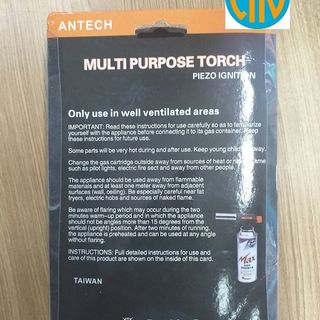 ANTECH
MULTI PURPOSE TORCH
PIEZO IGNITION
Only use in well ventilated areas
IMPORTANT: Read these instructions for use carefully so as to familiarize
yourself with the appliance before connecting it to its gas container. Keep
these instructions for future use.
Some parts will be very hot during and after use. Keep young children away.
Change the gas cartridge outside away from sources of heat or naked flame
such as pilot lights, electric fire sect and away from other people.
The appliance should be used away from flammable
materials and at least one meter away from adjacent
surfaces (wall, ceiling). Be especially careful near fat
fryers, electric hobs and sources of naked flame.
Be aware of flaring which may occur during the two
minutes warm-up period and in which the appliance
should not be angles more than 15 degrees from the
vertical (upright) position. After two minutes of running,
the appliance is preheated and can be used at any angle
without flaring.
INSTRUCTIONS: Full detailed instructions for use and
care of this product are shown on the inside of this card.
TAIWAN
Max